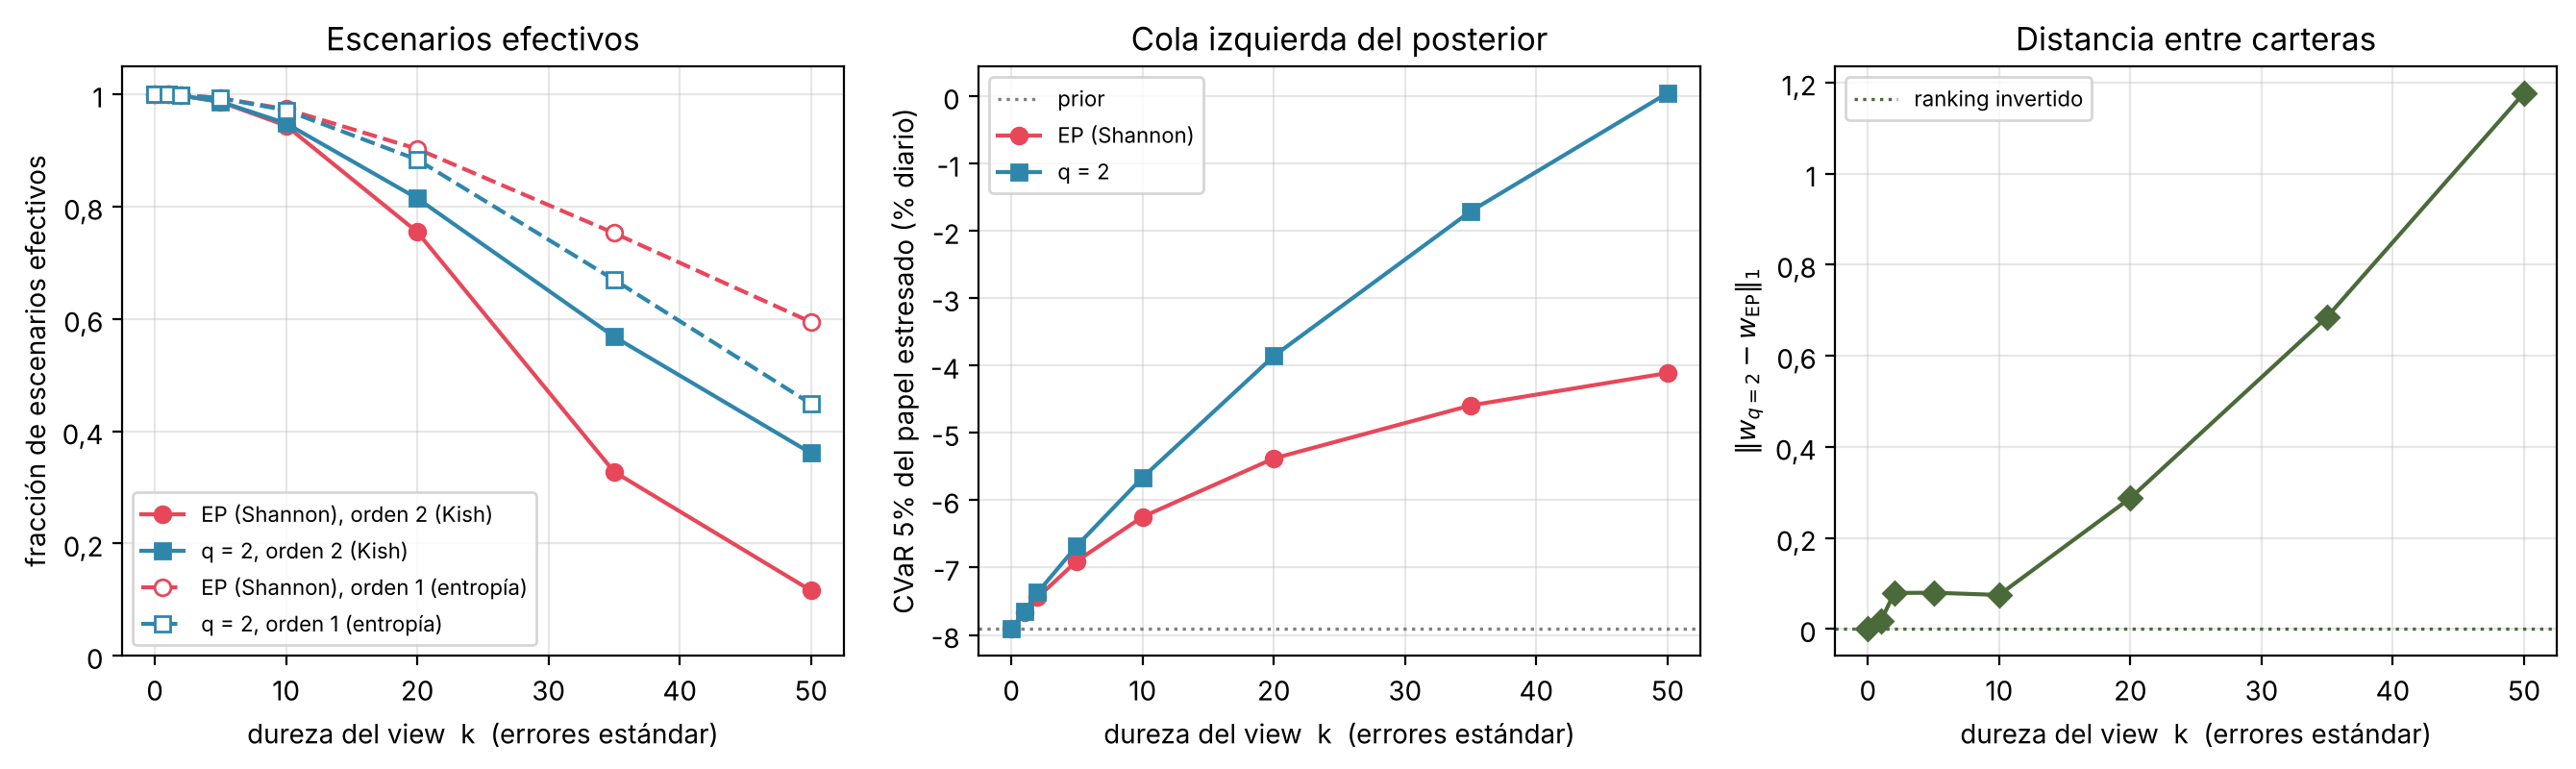 Escenarios efectivos
fracción de escenarios efectivos
1
0,8
0,6
0,4
0,2
0
EP (Shannon), orden 2 (Kish)
q = 2, orden 2 (Kish)
EP (Shannon), orden 1 (entropía)
q = 2, orden 1 (entropía)
0 10 20 30 40 50
dureza del view k (errores estándar)
Cola izquierda del posterior
CVaR 5% del papel estresado (% diario)
0
-1
-2
-3
-4
-5
-6
-7
-8
prior
EP (Shannon)
q = 2
0 10 20 30 40 50
dureza del view k (errores estándar)
Distancia entre carteras
‖w_{q=2} − w_{EP}‖₁
1,2
1
0,8
0,6
0,4
0,2
0
ranking invertido
0 10 20 30 40 50
dureza del view k (errores estándar)